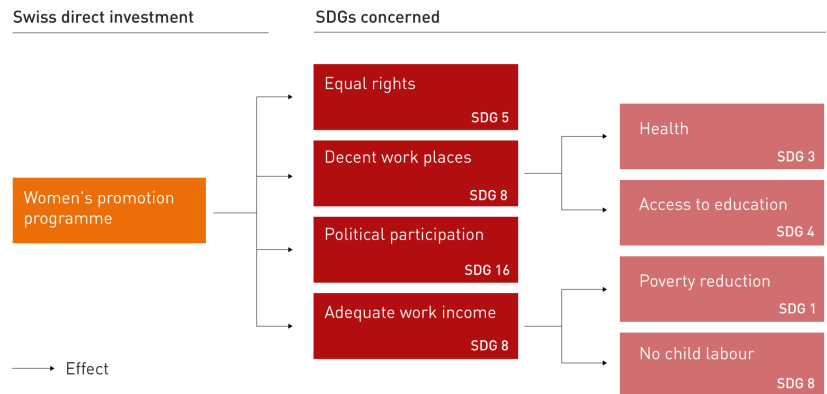 Swiss direct investment
SDGs concerned
Women's promotion
programme
Equal rights
SDG 5
Decent work places
SDG 8
Political participation
SDG 16
Adequate work income
SDG 8
Health
SDG 3
Access to education
SDG 4
Poverty reduction
SDG 1
No child labour
SDG 8
Effect